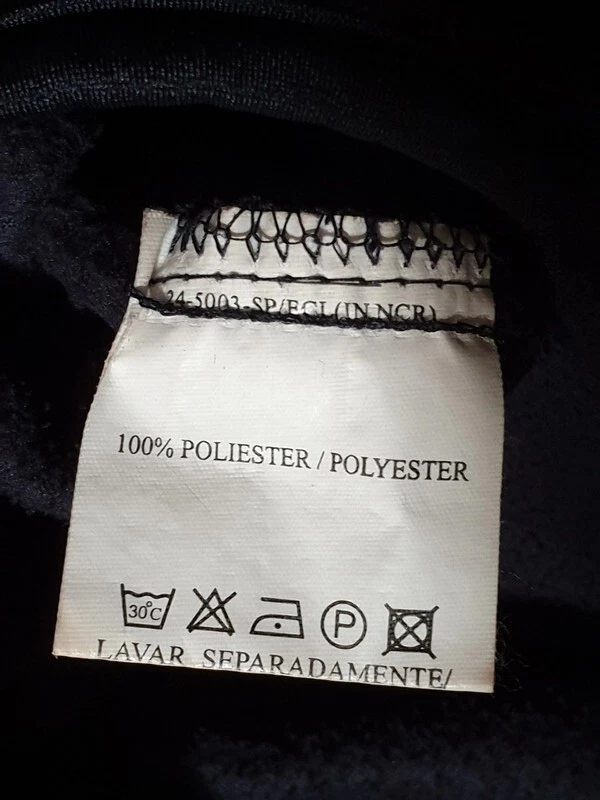 24-5003-SP/ECL(IN NCR)
100% POLIESTER / POLYESTER
30°C P
LAVAR SEPARADAMENTE/